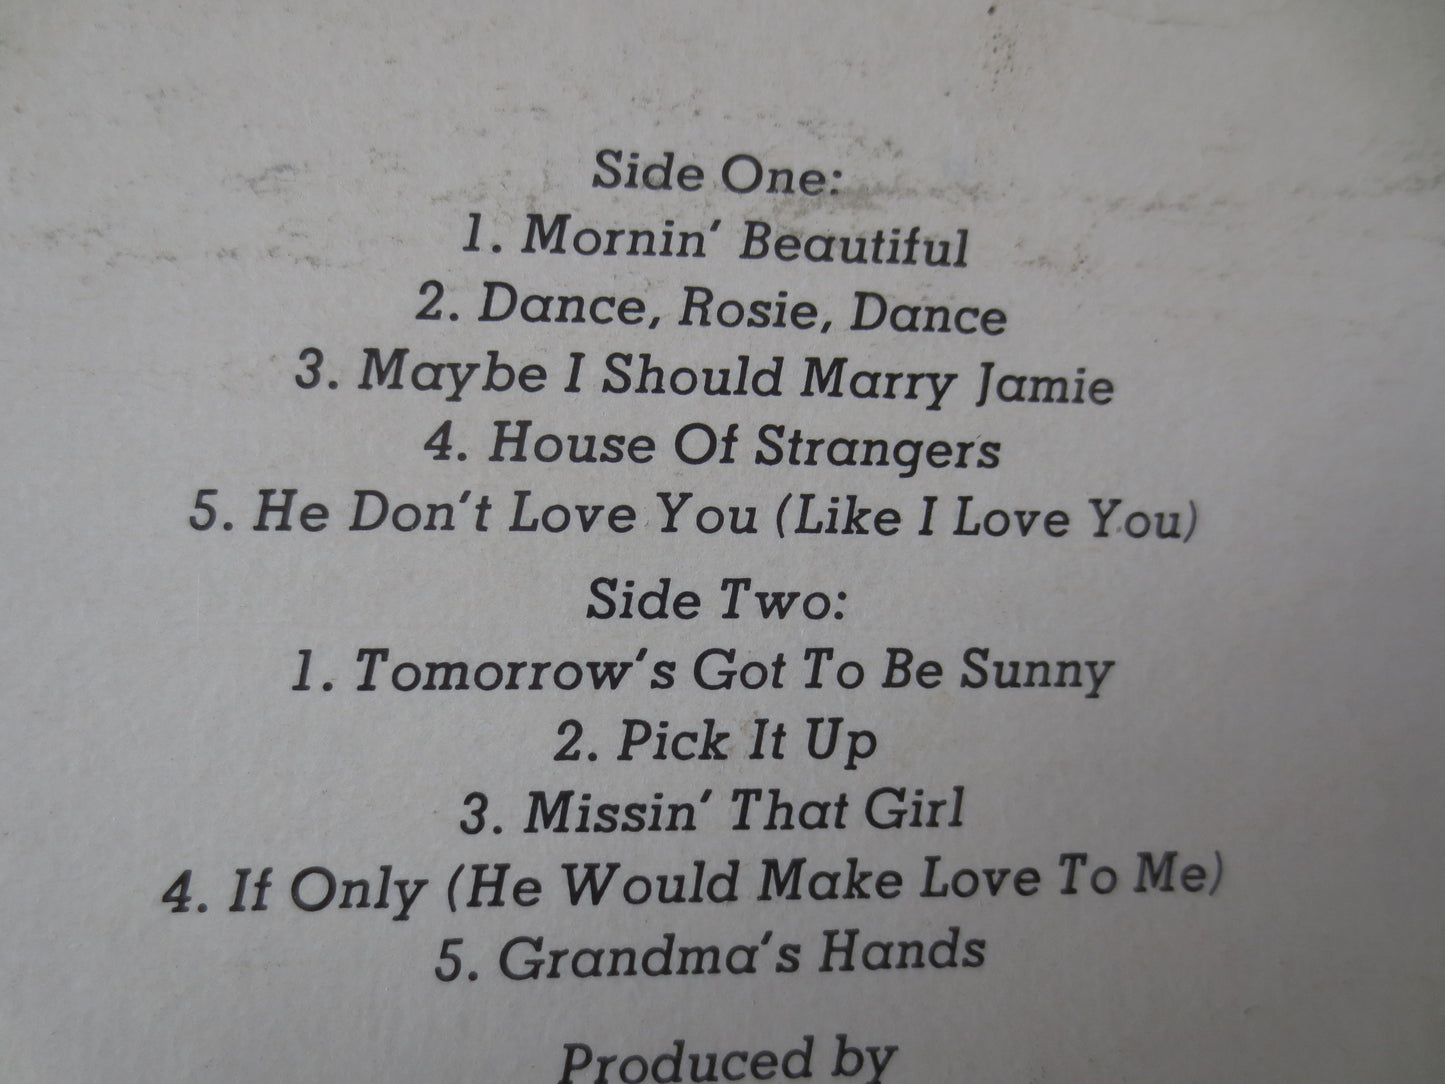 Side One:
1. Mornin' Beautiful
2. Dance, Rosie, Dance
3. Maybe I Should Marry Jamie
4. House Of Strangers
5. He Don't Love You (Like I Love You)
Side Two:
1. Tomorrow's Got To Be Sunny
2. Pick It Up
3. Missin' That Girl
4. If Only (He Would Make Love To Me)
5. Grandma's Hands
Produced by